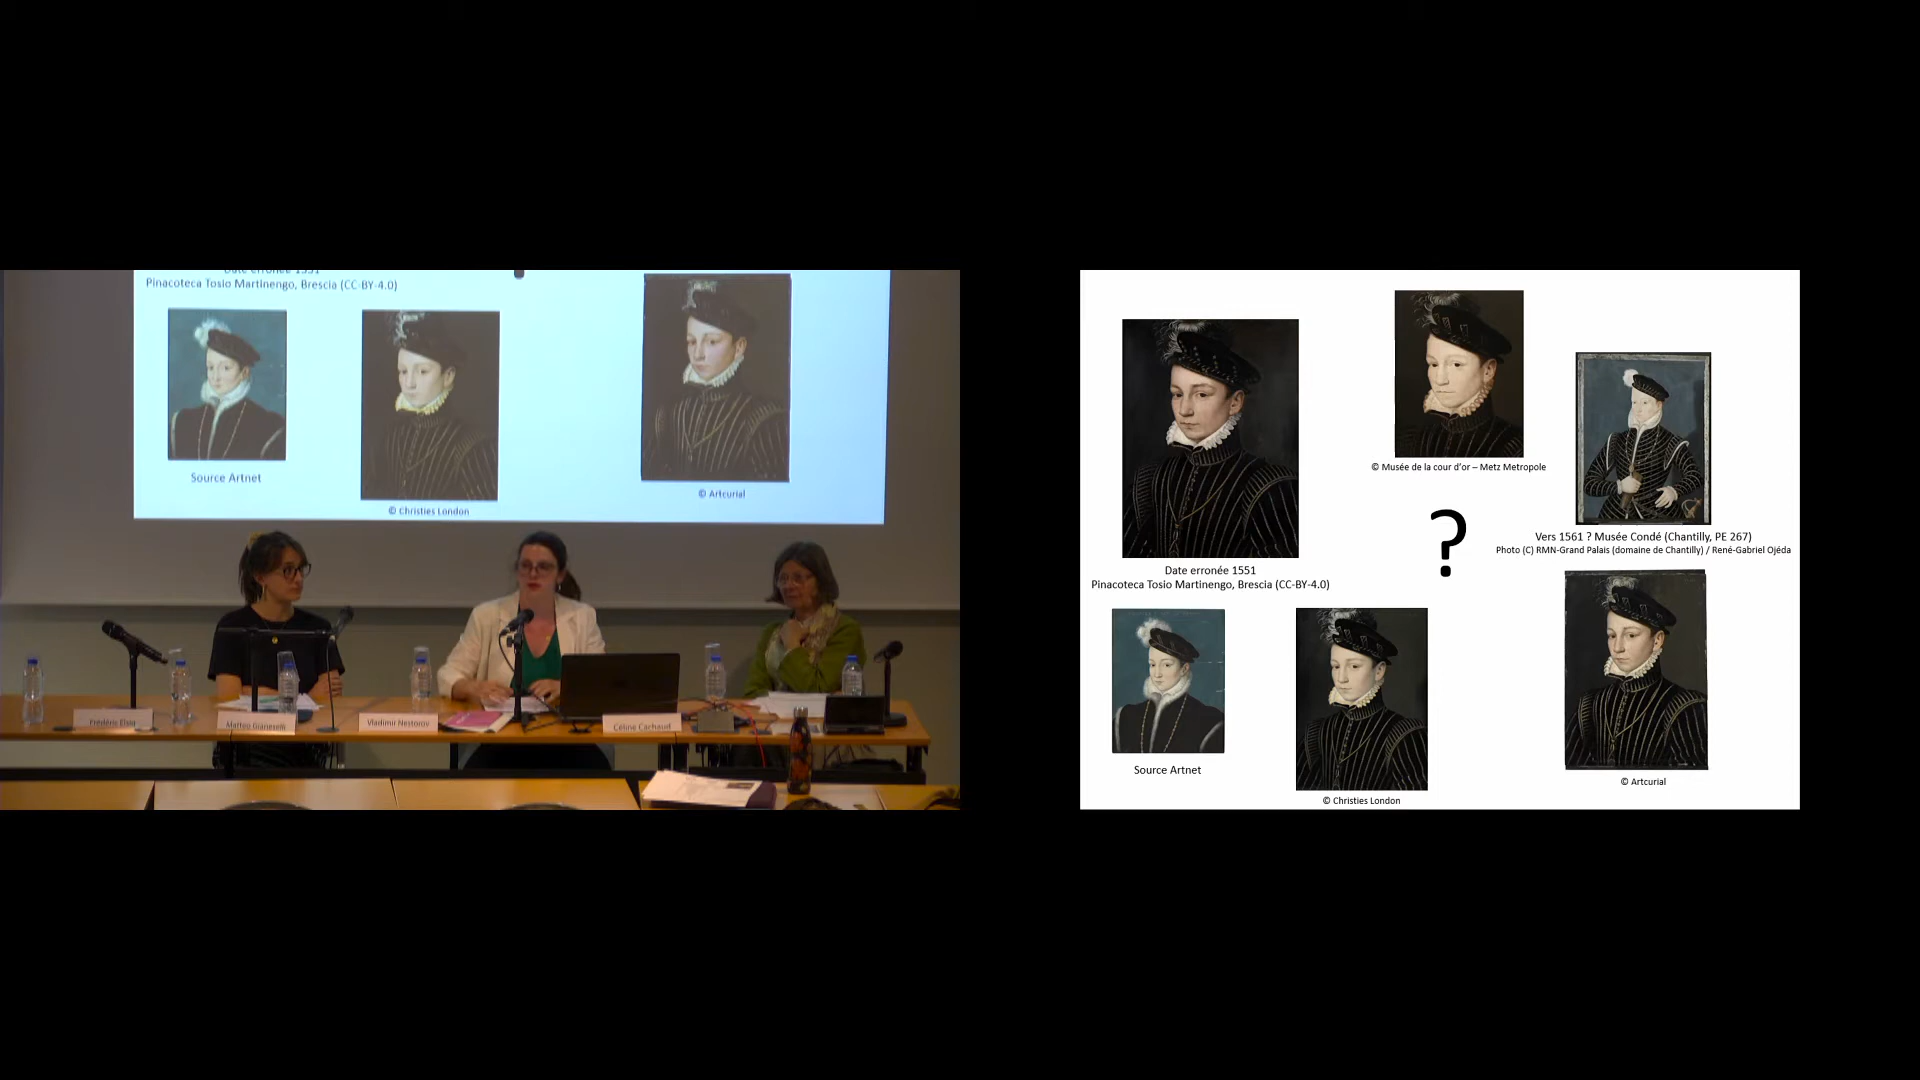 Date erronée 1551
Pinacoteca Tosio Martinengo, Brescia (CC-BY-4.0)
Source Artnet
© Christies London
© Artcurial
Frédéric Elsig
Matteo Gianeselli
Vladimir Nestorov
Céline Cachaud
© Musée de la cour d'or – Metz Metropole
?
Vers 1561 ? Musée Condé (Chantilly, PE 267)
Photo (C) RMN-Grand Palais (domaine de Chantilly) / René-Gabriel Ojéda
Date erronée 1551
Pinacoteca Tosio Martinengo, Brescia (CC-BY-4.0)
Source Artnet
© Christies London
© Artcurial